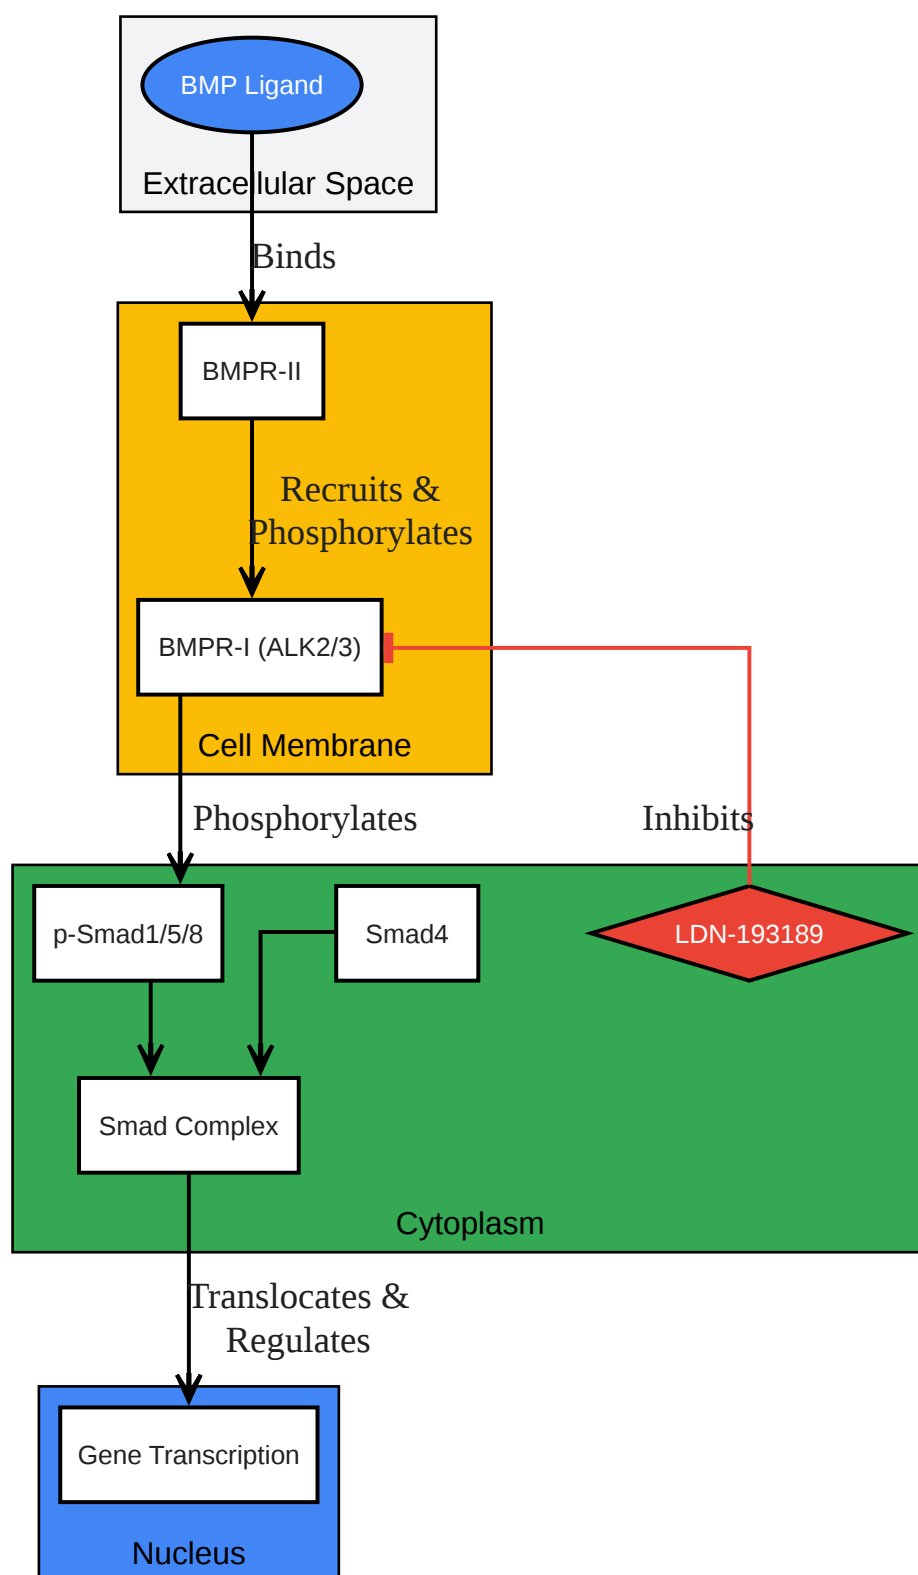 BMP Ligand
Extracellular Space
Binds
BMPR-II
Recruits &
Phosphorylates
BMPR-I (ALK2/3)
Cell Membrane
Phosphorylates
Inhibits
p-Smad1/5/8
Smad4
LDN-193189
Smad Complex
Cytoplasm
Translocates &
Regulates
Gene Transcription
Nucleus